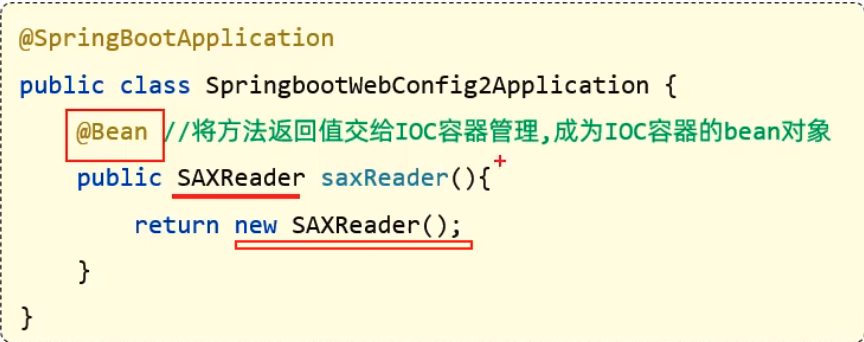 @SpringBootApplication
public class SpringbootWebConfig2Application {
@Bean //将方法返回值交给IOC容器管理,成为IOC容器的bean对象
public SAXReader saxReader(){
return new SAXReader();
}
}